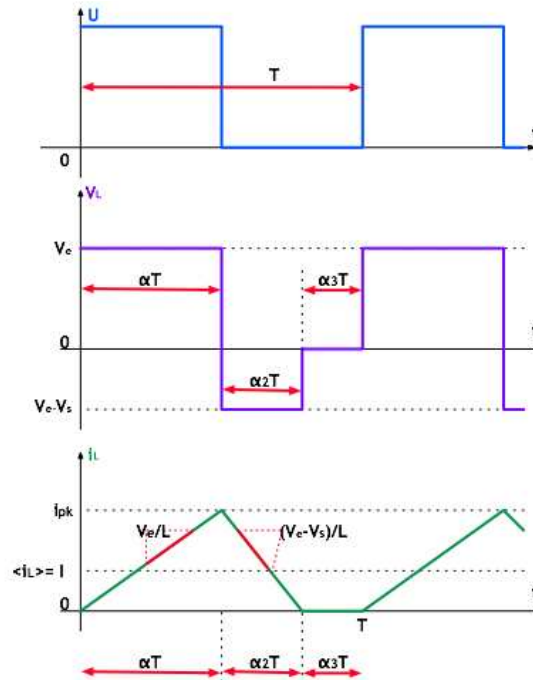 U
T
0
VL
Ve
αT
α3T
0
α2T
Ve-Vs
iL
ipk
Ve/L
(Ve-Vs)/L
<iL>= I
0
T
αT
α2T
α3T